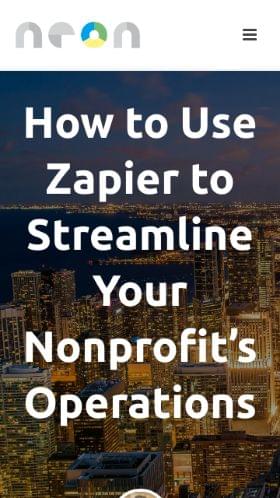 neon
How to Use
Zapier to
Streamline
Your
Nonprofit’s
Operations